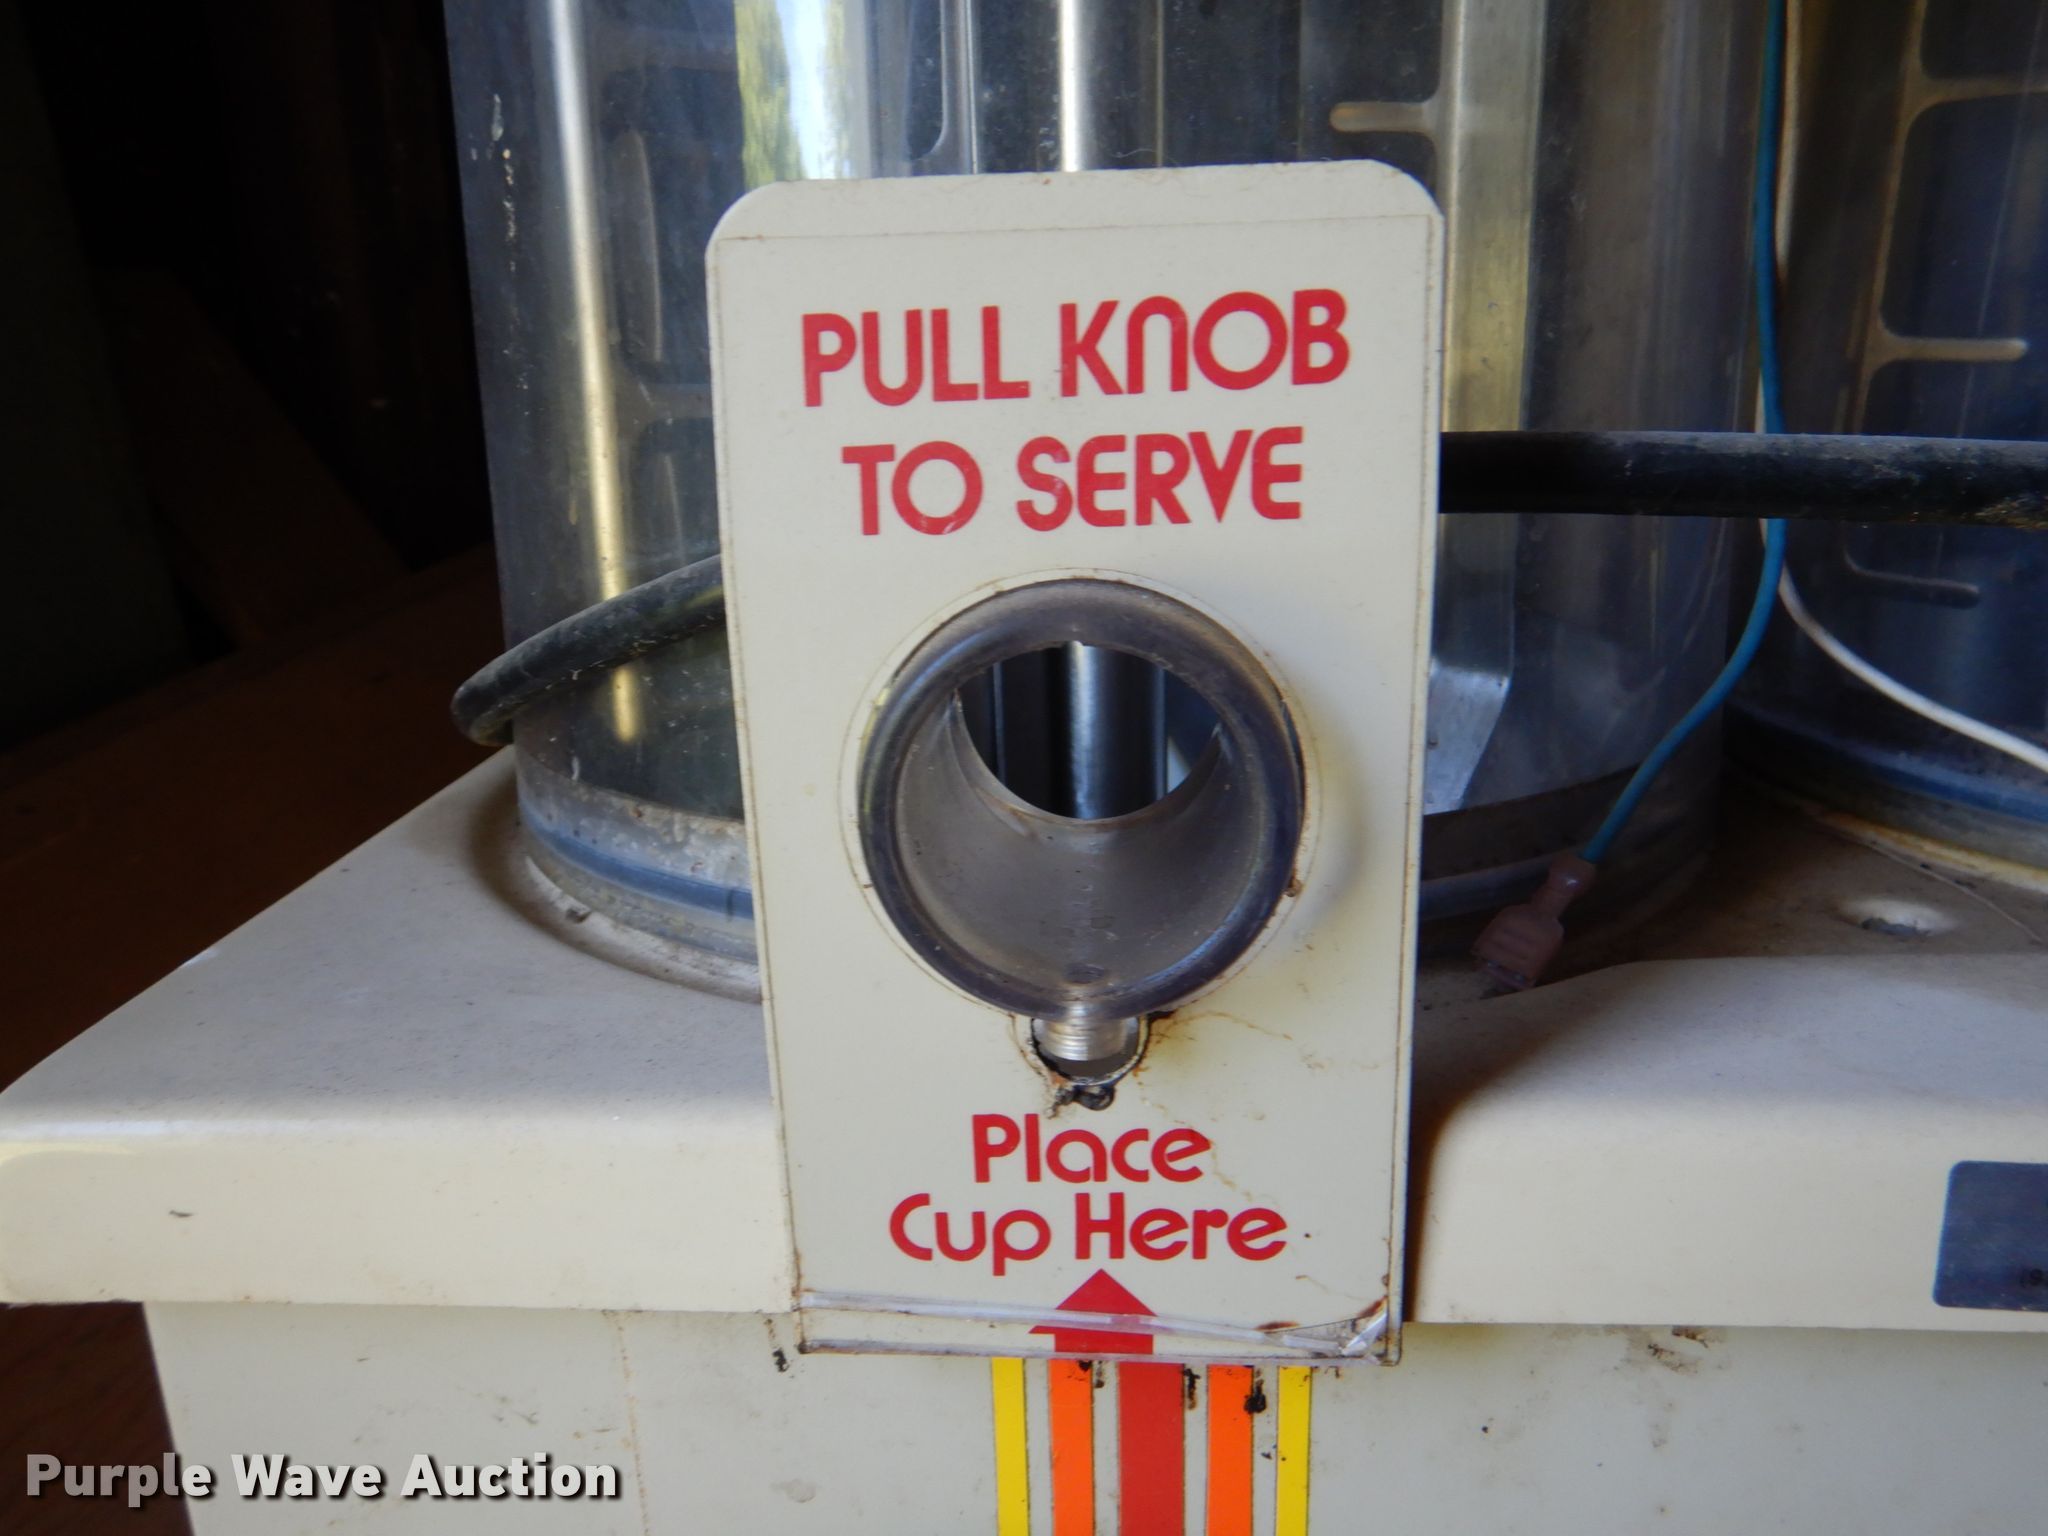 PULL KNOB
TO SERVE
Place
Cup Here
Purple Wave Auction